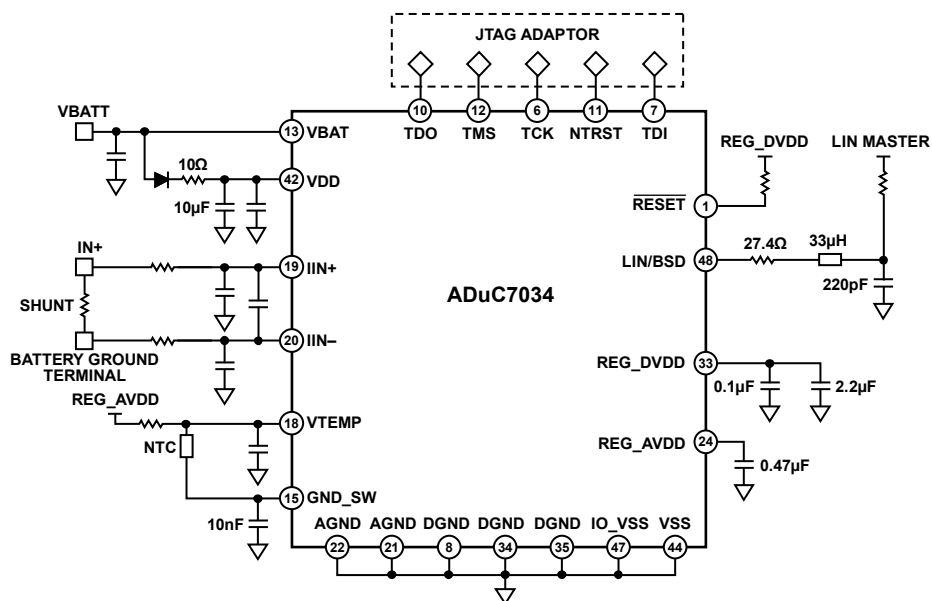 JTAG ADAPTOR
10 12 6 11 7
TDO TMS TCK NTRST TDI
VBATT
13 VBAT
10Ω
42 VDD
10µF
IN+
19 IIN+
SHUNT
20 IIN–
BATTERY GROUND
TERMINAL
REG_AVDD
18 VTEMP
NTC
15 GND_SW
10nF
ADuC7034
REG_DVDD
LIN MASTER
RESET 1
LIN/BSD 48
27.4Ω
33µH
220pF
REG_DVDD 33
0.1µF
2.2µF
REG_AVDD 24
0.47µF
AGND AGND DGND DGND DGND IO_VSS VSS
22 21 8 34 35 47 44